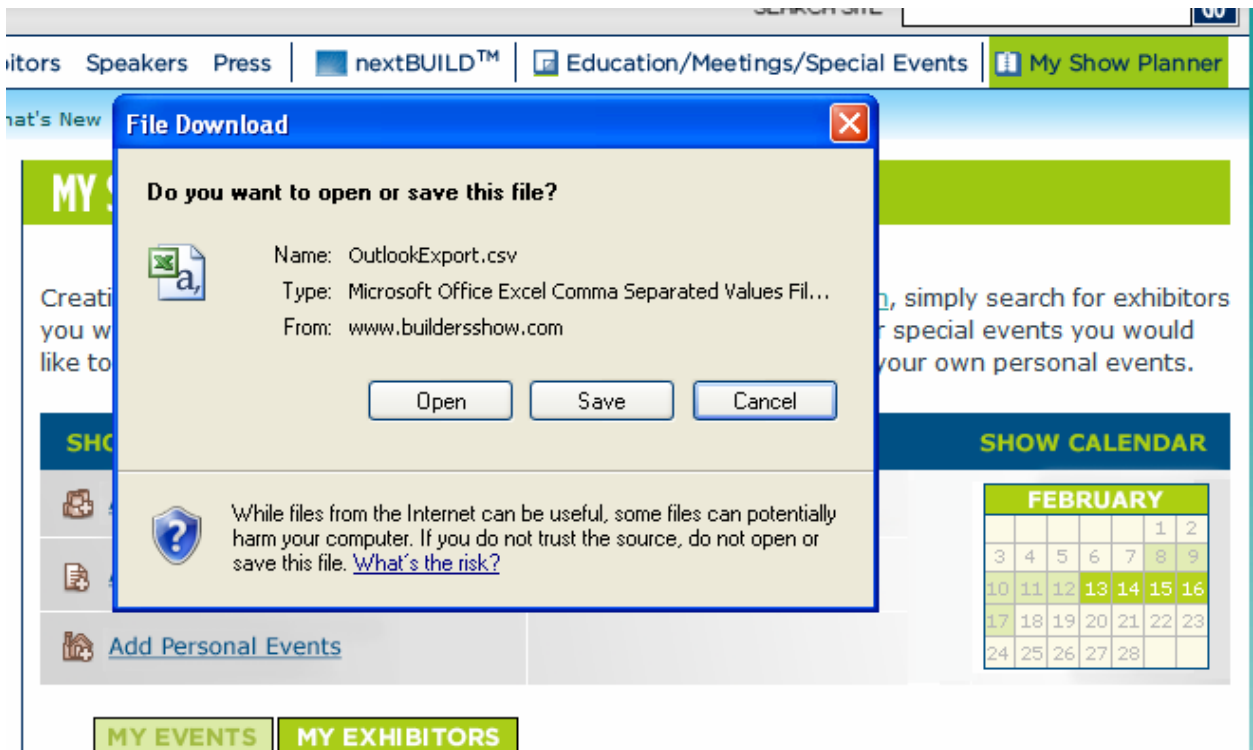 SEARCH SITE GO
Speakers Press nextBUILD™ Education/Meetings/Special Events My Show Planner
New
File Download
MY
Do you want to open or save this file?
Name: OutlookExport.csv
Type: Microsoft Office Excel Comma Separated Values Fil...
From: www.buildersshow.com
simply search for exhibitors
you special events you would
like to your own personal events.
Open Save Cancel
SHOW CALENDAR
While files from the Internet can be useful, some files can potentially
harm your computer. If you do not trust the source, do not open or
save this file. What's the risk?
FEBRUARY
1 2
3 4 5 6 7 8 9
10 11 12 13 14 15 16
17 18 19 20 21 22 23
24 25 26 27 28
Add Personal Events
MY EVENTS MY EXHIBITORS